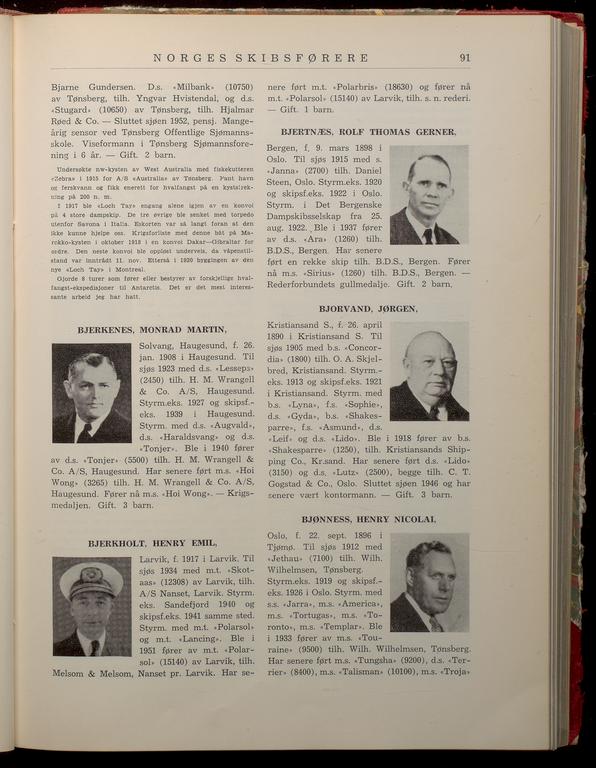 NORGES SKIBSFØRERE 91
Bjarne Gundersen. D.s. «Milbank» (10750)
av Tønsberg, tilh. Yngvar Hvistendal, og d.s.
«Stugard» (10650) av Tønsberg, tilh. Hjalmar
Røed & Co. — Sluttet sjøen 1952, pensj. Mange-
årig sensor ved Tønsberg Offentlige Sjømanns-
skole. Viseformann i Tønsberg Sjømannsfore-
ning i 6 år. — Gift. 2 barn.
Undersøkte nw-kysten av West Australia med fiskekutteren
«Zebra» i 1915 for A/S «Australia» av Tønsberg. Fant havn
og ferskvann og fikk enerett for hvalfangst på en kyststrek-
ning på 200 n. m.
I 1917 ble «Loch Tay» engang alene igjen av en konvoi
på 4 store dampskip. De tre øvrige ble senket med torpedo
utenfor Savona i Italia. Eskorten var så langt foran at den
ikke kunne hjelpe oss. Krigsforliste med denne båt på Ma-
rokko-kysten i oktober 1918 i en konvoi Dakar—Gibraltar for
ordre. Den neste konvoi ble oppløst underveis, da våpenstil-
stand var inntrådt 11. nov. Etterså i 1920 byggingen av den
nye «Loch Tay» i Montreal.
Gjorde 8 turer som fører eller bestyrer av forskjellige hval-
fangst-ekspedisjoner til Antarctis. Det er det mest interes-
sante arbeid jeg har hatt.
BJERKENES, MONRAD MARTIN,
Solvang, Haugesund, f. 26.
jan. 1908 i Haugesund. Til
sjøs 1923 med d.s. «Lesseps»
(2450) tilh. H. M. Wrangell
& Co. A/S, Haugesund.
Styrm.eks. 1927 og skipsf.-
eks. 1939 i Haugesund.
Styrm. med d.s. «Augvald»,
d.s. «Haraldsvang» og d.s.
«Tonjer». Ble i 1940 fører
av d.s. «Tonjer» (5500) tilh. H. M. Wrangell &
Co. A/S, Haugesund. Har senere ført m.s. «Hoi
Wong» (3265) tilh. H. M. Wrangell & Co. A/S,
Haugesund. Fører nå m.s. «Hoi Wong». — Krigs-
medaljen. Gift. 3 barn.
BJERKHOLT, HENRY EMIL,
Larvik, f. 1917 i Larvik. Til
sjøs 1934 med m.t. «Skot-
aas» (12308) av Larvik, tilh.
A/S Nanset, Larvik. Styrm.
eks. Sandefjord 1940 og
skipsf.eks. 1941 samme sted.
Styrm. med m.t. «Polarsol»
og m.t. «Lancing». Ble i
1951 fører av m.t. «Polar-
sol» (15140) av Larvik, tilh.
Melsom & Melsom, Nanset pr. Larvik. Har se-
nere ført m.t. «Polarbris» (18630) og fører nå
m.t. «Polarsol» (15140) av Larvik, tilh. s. n. rederi.
— Gift. 1 barn.
BJERTNÆS, ROLF THOMAS GERNER,
Bergen, f. 9. mars 1898 i
Oslo. Til sjøs 1915 med s.
«Janna» (2700) tilh. Daniel
Steen, Oslo. Styrm.eks. 1920
og skipsf.eks. 1922 i Oslo.
Styrm. i Det Bergenske
Dampskibsselskap fra 25.
aug. 1922. Ble i 1937 fører
av d.s. «Ara» (1260) tilh.
B.D.S., Bergen. Har senere
ført en rekke skip tilh. B.D.S., Bergen. Fører
nå m.s. «Sirius» (1260) tilh. B.D.S., Bergen. —
Rederforbundets gullmedalje. Gift. 2 barn.
BJORVAND, JØRGEN,
Kristiansand S., f. 26. april
1890 i Kristiansand S. Til
sjøs 1905 med b.s. «Concor-
dia» (1800) tilh. O. A. Skjel-
bred, Kristiansand. Styrm.-
eks. 1913 og skipsf.eks. 1921
i Kristiansand. Styrm. med
b.s. «Lyna», f.s. «Sophie»,
d.s. «Gyda», b.s. «Shakes-
parre», f.s. «Asmund», d.s.
«Leif» og d.s. «Lido». Ble i 1918 fører av b.s.
«Shakesparre» (1250), tilh. Kristiansands Ship-
ping Co., Kr.sand. Har senere ført d.s. «Lido»
(3150) og d.s. «Lutz» (2500), begge tilh. C. T.
Gogstad & Co., Oslo. Sluttet sjøen 1946 og har
senere vært kontormann. — Gift. 3 barn.
BJØNNESS, HENRY NICOLAI,
Oslo, f. 22. sept. 1896 i
Tjømø. Til sjøs 1912 med
«Jethau» (7100) tilh. Wilh.
Wilhelmsen, Tønsberg.
Styrm.eks. 1919 og skipsf.-
eks. 1926 i Oslo. Styrm. med
s.s. «Jarra», m.s. «America»,
m.s. «Tortugas», m.s. «To-
ronto», m.s. «Templar». Ble
i 1933 fører av m.s. «Tou-
raine» (9500) tilh. Wilh. Wilhelmsen, Tønsberg.
Har senere ført m.s. «Tungsha» (9200), d.s. «Ter-
rier» (8400), m.s. «Talisman» (10100), m.s. «Troja»